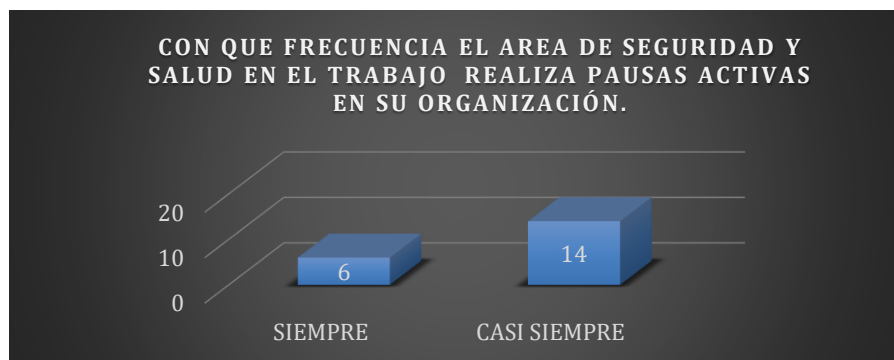 CON QUE FRECUENCIA EL AREA DE SEGURIDAD Y
SALUD EN EL TRABAJO REALIZA PAUSAS ACTIVAS
EN SU ORGANIZACIÓN.
20
10
0
6
14
SIEMPRE
CASI SIEMPRE